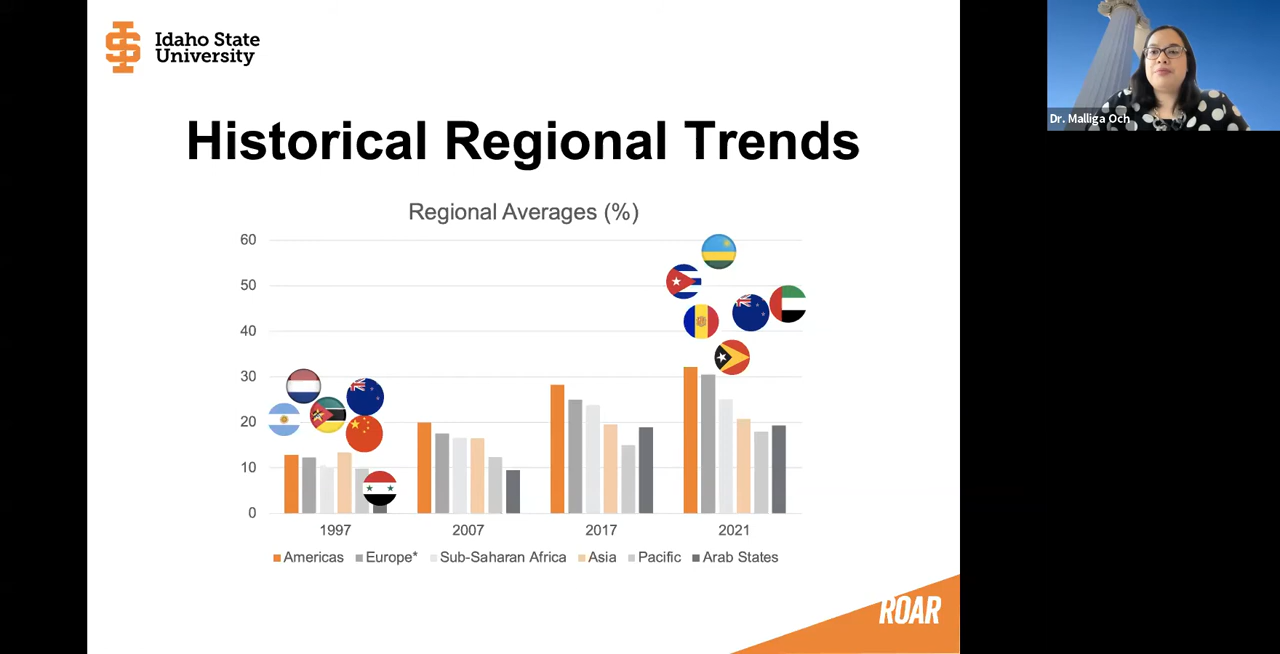 Idaho State
University
Dr. Malliga Och
Historical Regional Trends
Regional Averages (%)
60
50
40
30
20
10
0
1997 2007 2017 2021
Americas Europe* Sub-Saharan Africa Asia Pacific Arab States
ROAR